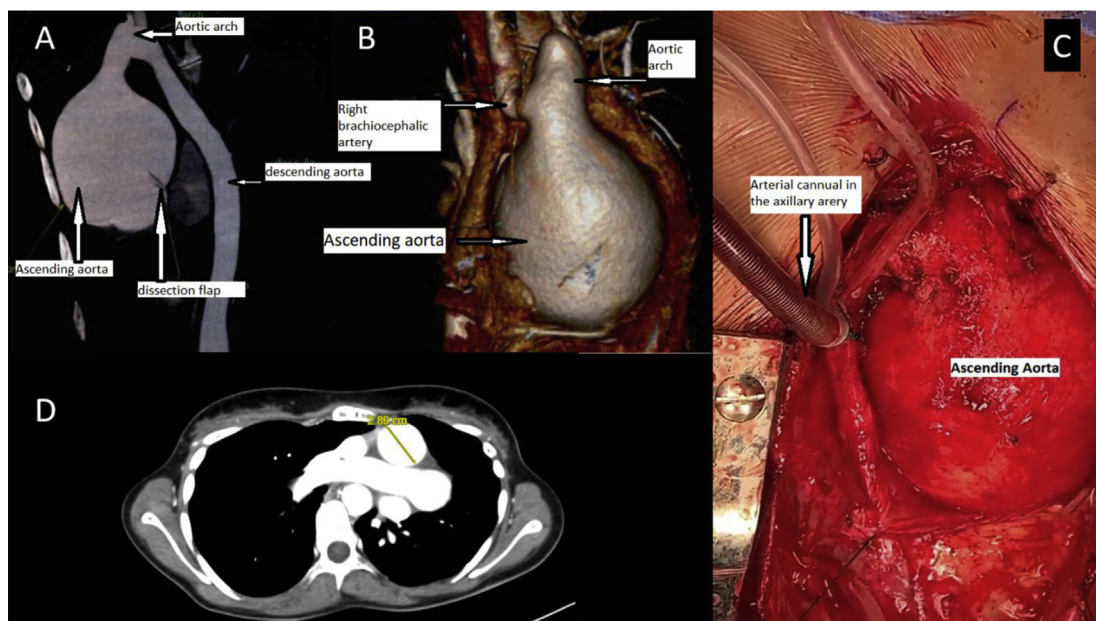 A
Aortic arch
descending aorta
Ascending aorta
dissection flap
B
Aortic
arch
Right
brachiocephalic
artery
Ascending aorta
C
Arterial cannual in
the axillary arery
Ascending Aorta
D
2.89 cm